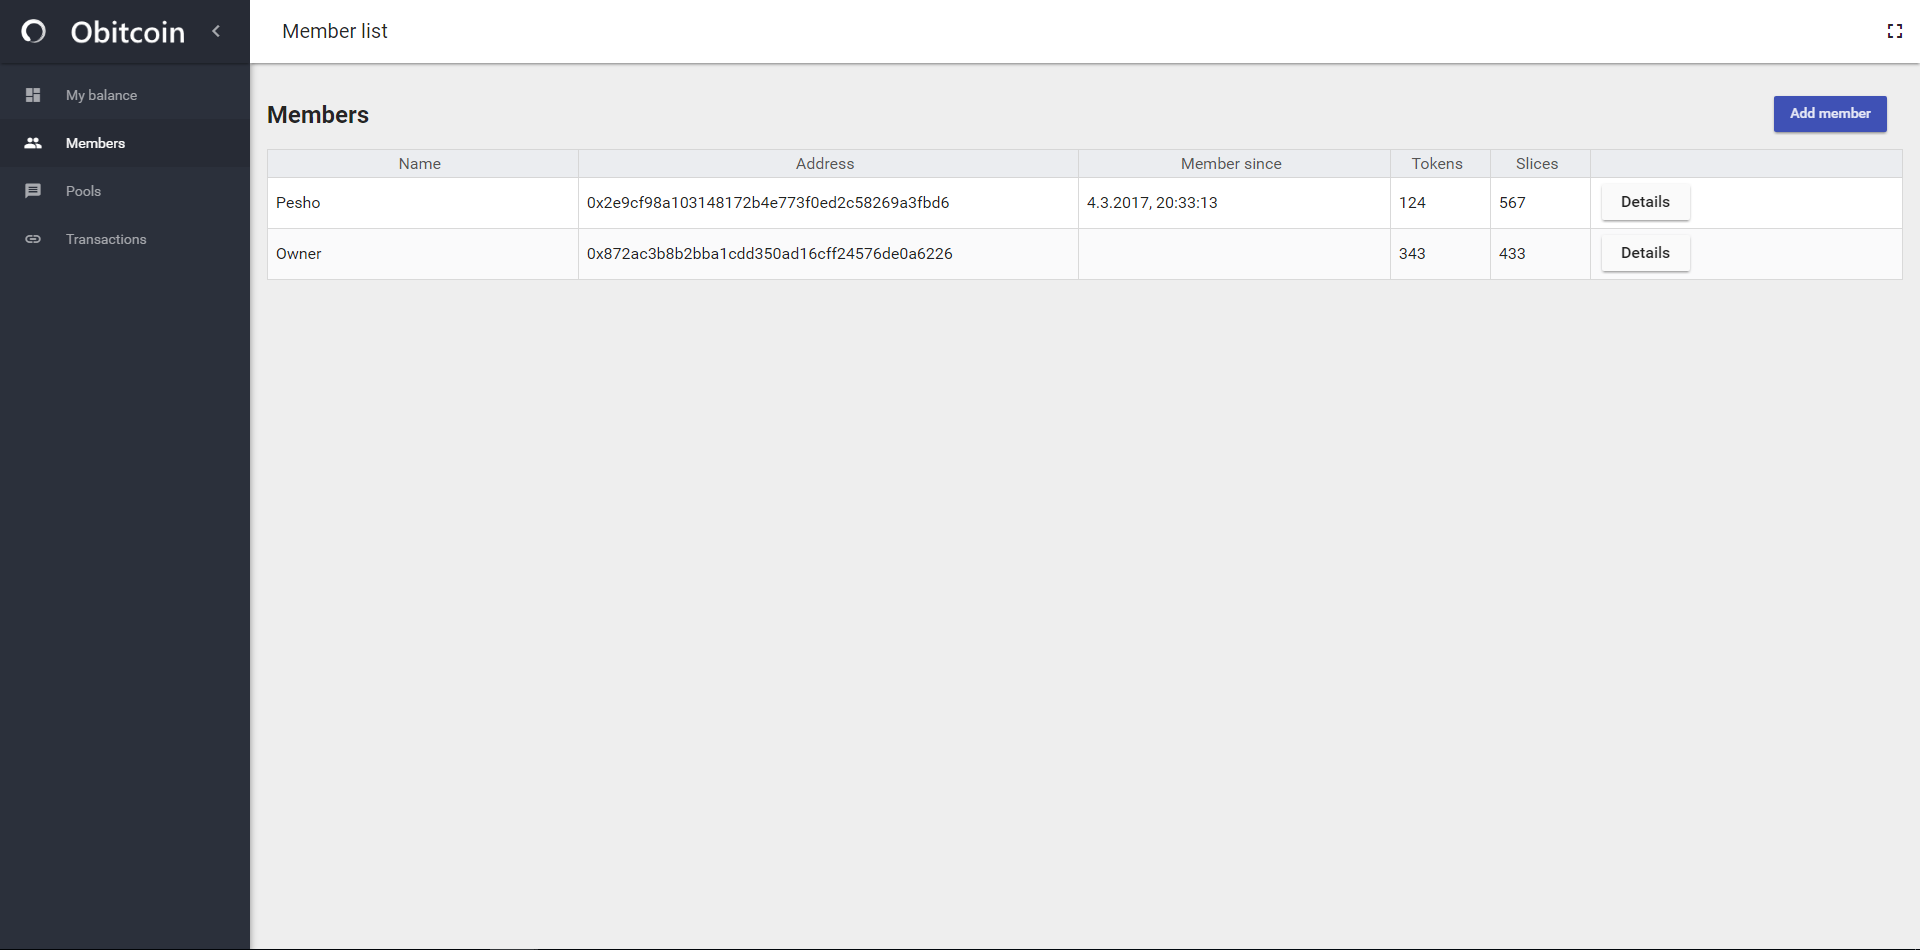 Obitcoin
Member list
My balance
Members
Pools
Transactions
Members
Add member
Name Address Member since Tokens Slices
Pesho 0x2e9cf98a103148172b4e773f0ed2c58269a3fbd6 4.3.2017, 20:33:13 124 567 Details
Owner 0x872ac3b8b2bba1cdd350ad16cff24576de0a6226 343 433 Details